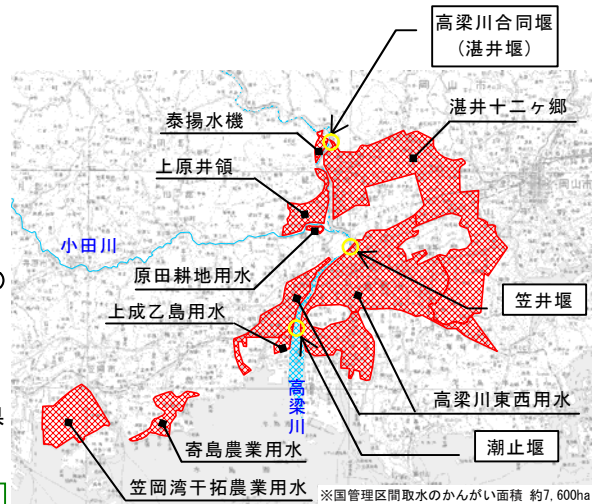 高梁川合同堰
(湛井堰)
泰揚水機
湛井十二ヶ郷
上原井領
小田川
原田耕地用水
笠井堰
上成乙島用水
の
高梁川
高梁川東西用水
寄島農業用水
潮止堰
笠岡湾干拓農業用水
※国管理区間取水のかんがい面積 約7,600ha